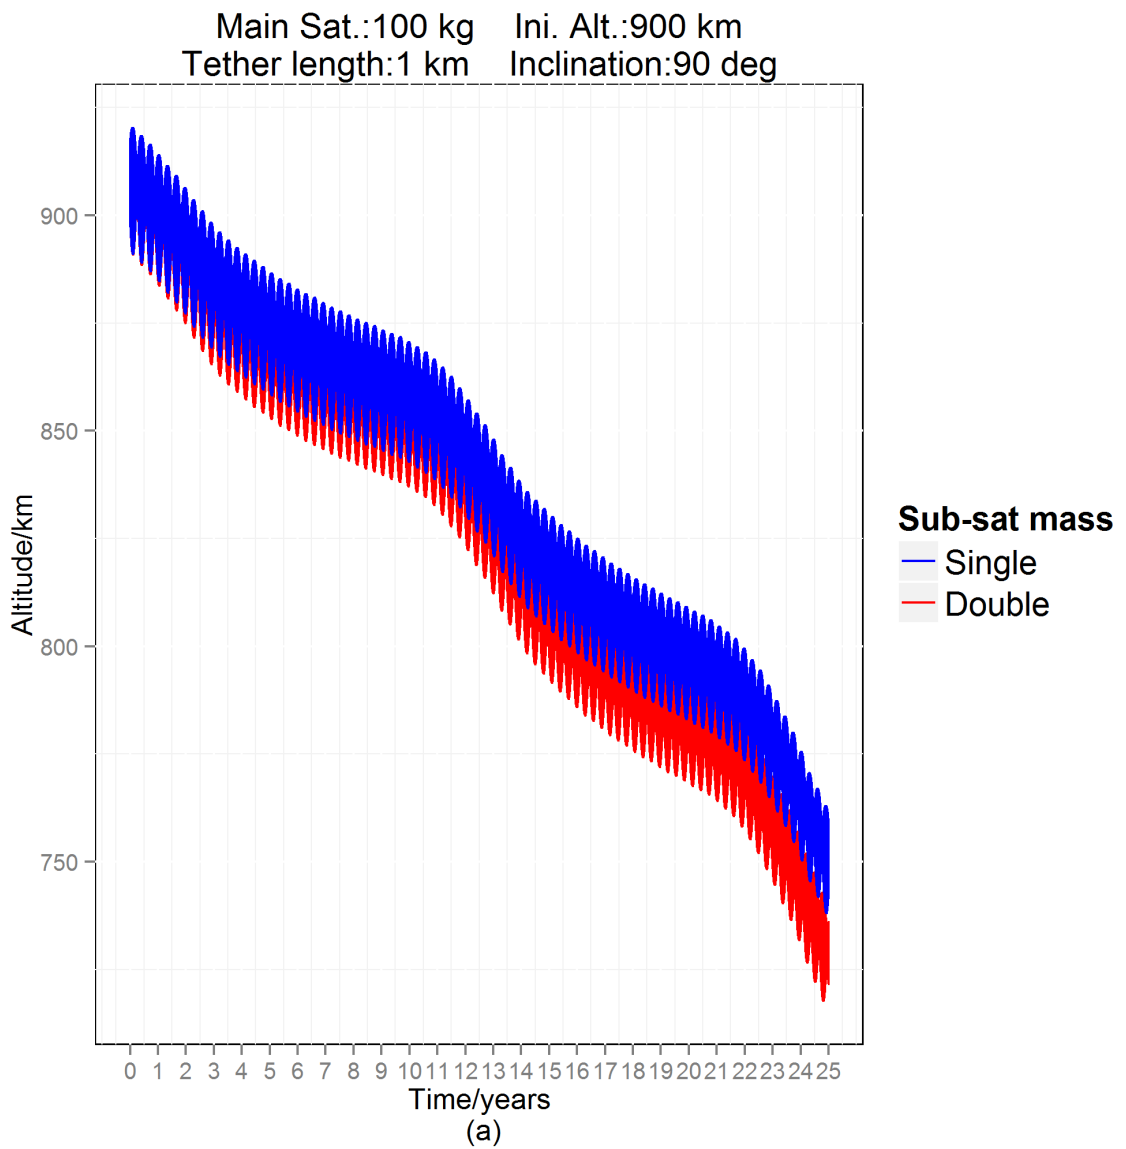 Main Sat.:100 kg Ini. Alt.:900 km
Tether length:1 km Inclination:90 deg
900
850
800
750
Altitude/km
0 1 2 3 4 5 6 7 8 9 10 11 12 13 14 15 16 17 18 19 20 21 22 23 24 25
Time/years
(a)
Sub-sat mass
Single
Double